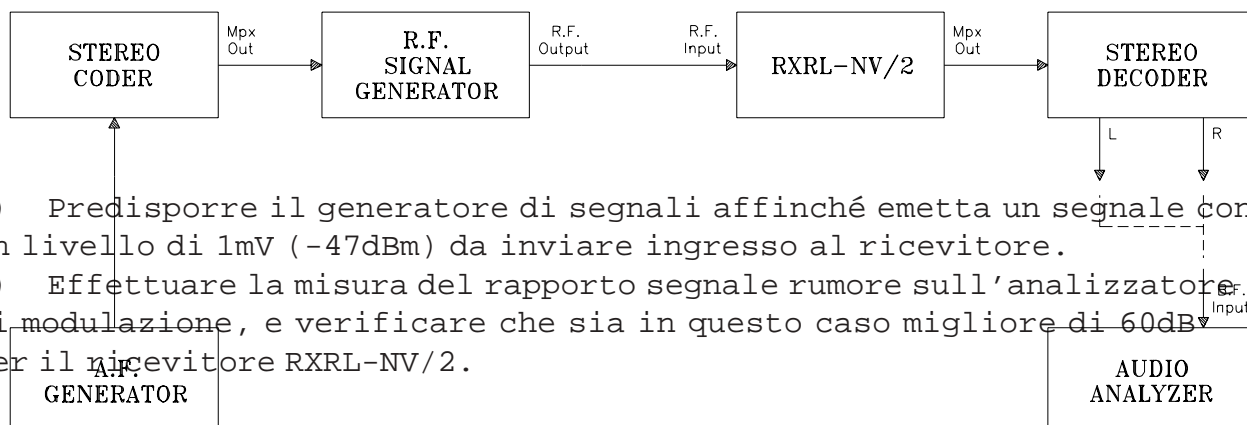 Mpx Out
R.F. Output
R.F. Input
Mpx Out
STEREO CODER
R.F. SIGNAL GENERATOR
RXRL-NV/2
STEREO DECODER
L
R
) Predisporre il generatore di segnali affinché emetta un segnale con
n livello di 1mV (-47dBm) da inviare ingresso al ricevitore.
) Effettuare la misura del rapporto segnale rumore sull'analizzatore
i modulazione, e verificare che sia in questo caso migliore di 60dB
er il ricevitore RXRL-NV/2.
Input
A.F. GENERATOR
AUDIO ANALYZER